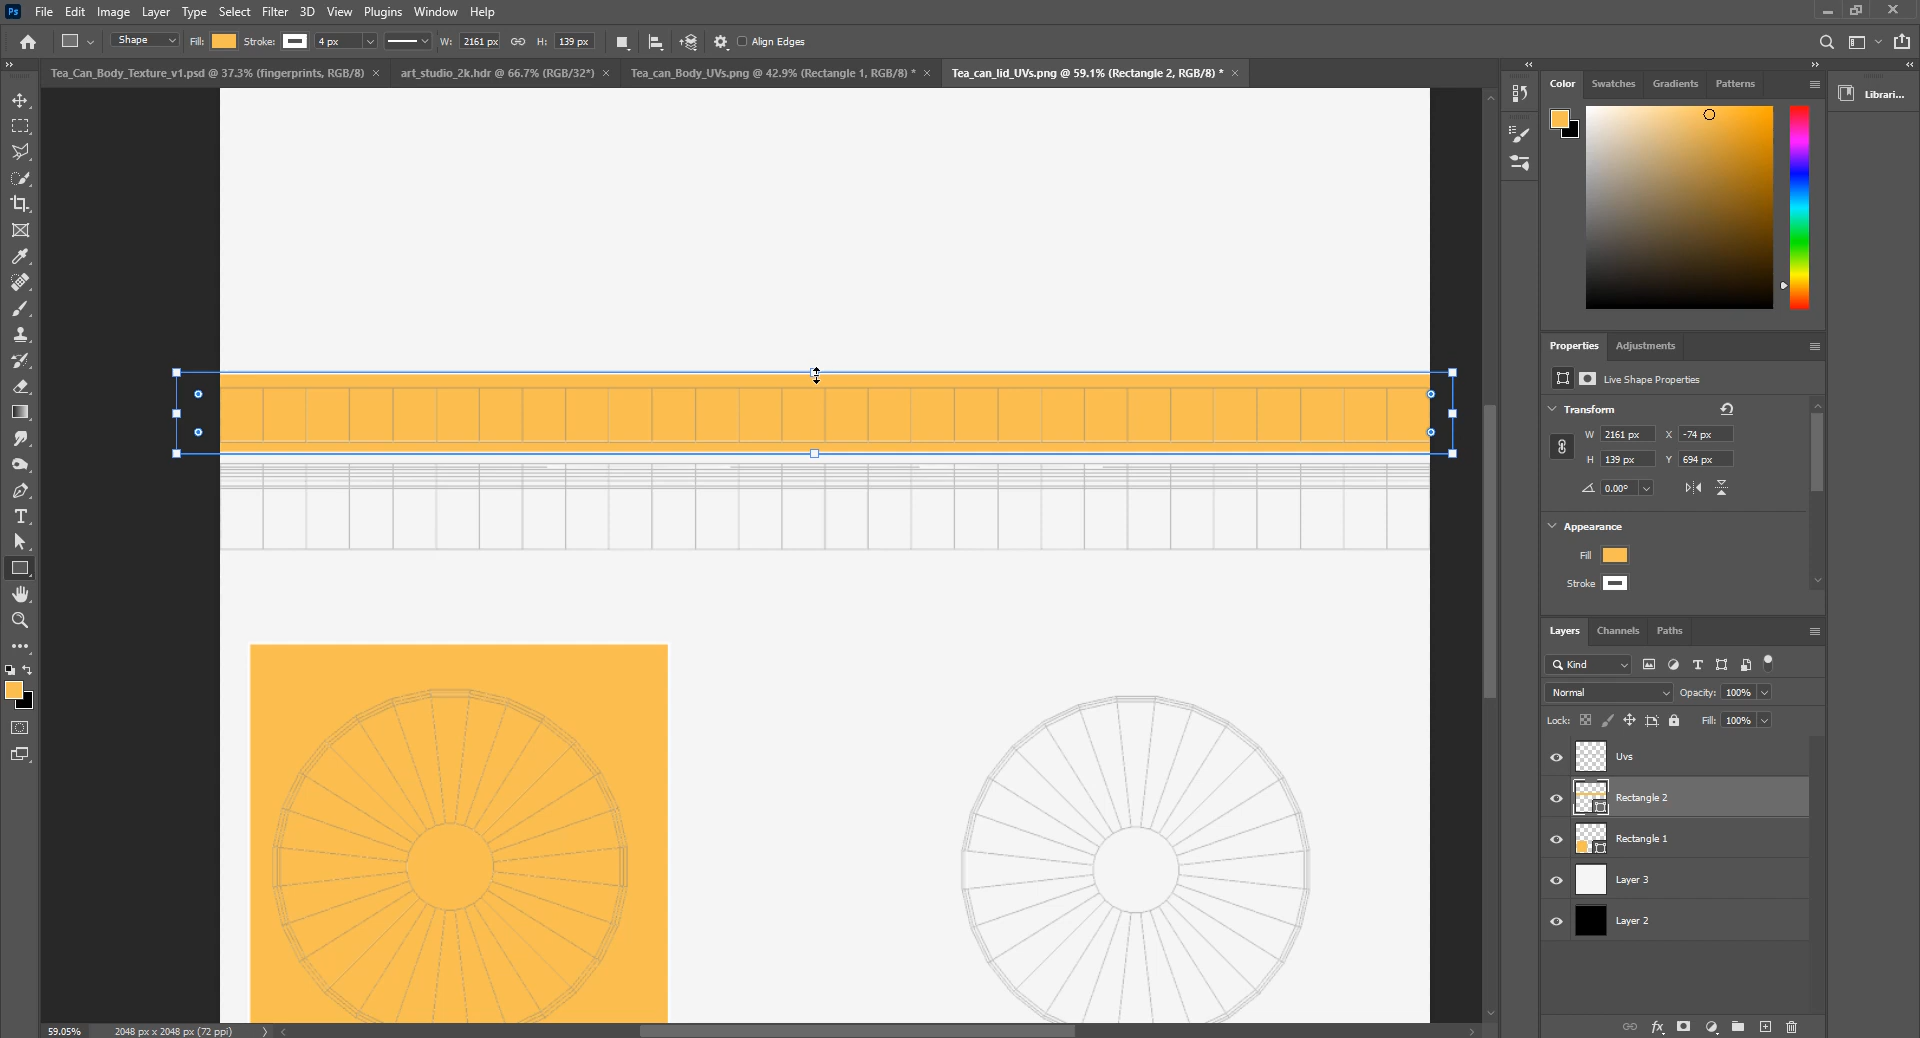 Ps File Edit Image Layer Type Select Filter 3D View Plugins Window Help
Shape Fill: Stroke: 4 px W: 2161 px H: 139 px Align Edges
Tea_Can_Body_Texture_v1.psd @ 37.3% (fingerprints, RGB/8) × art_studio_2k.hdr @ 66.7% (RGB/32*) × Tea_can_Body_UVs.png @ 42.9% (Rectangle 1, RGB/8) * × Tea_can_lid_UVs.png @ 59.1% (Rectangle 2, RGB/8) * ×
Color Swatches Gradients Patterns
Librari...
Properties Adjustments
Live Shape Properties
Transform
W 2161 px X -74 px
H 139 px Y 694 px
0.00°
Appearance
Fill
Stroke
Layers Channels Paths
Kind
Normal Opacity: 100%
Lock: Fill: 100%
Uvs
Rectangle 2
Rectangle 1
Layer 3
Layer 2
fx
59.05% 2048 px x 2048 px (72 ppi)